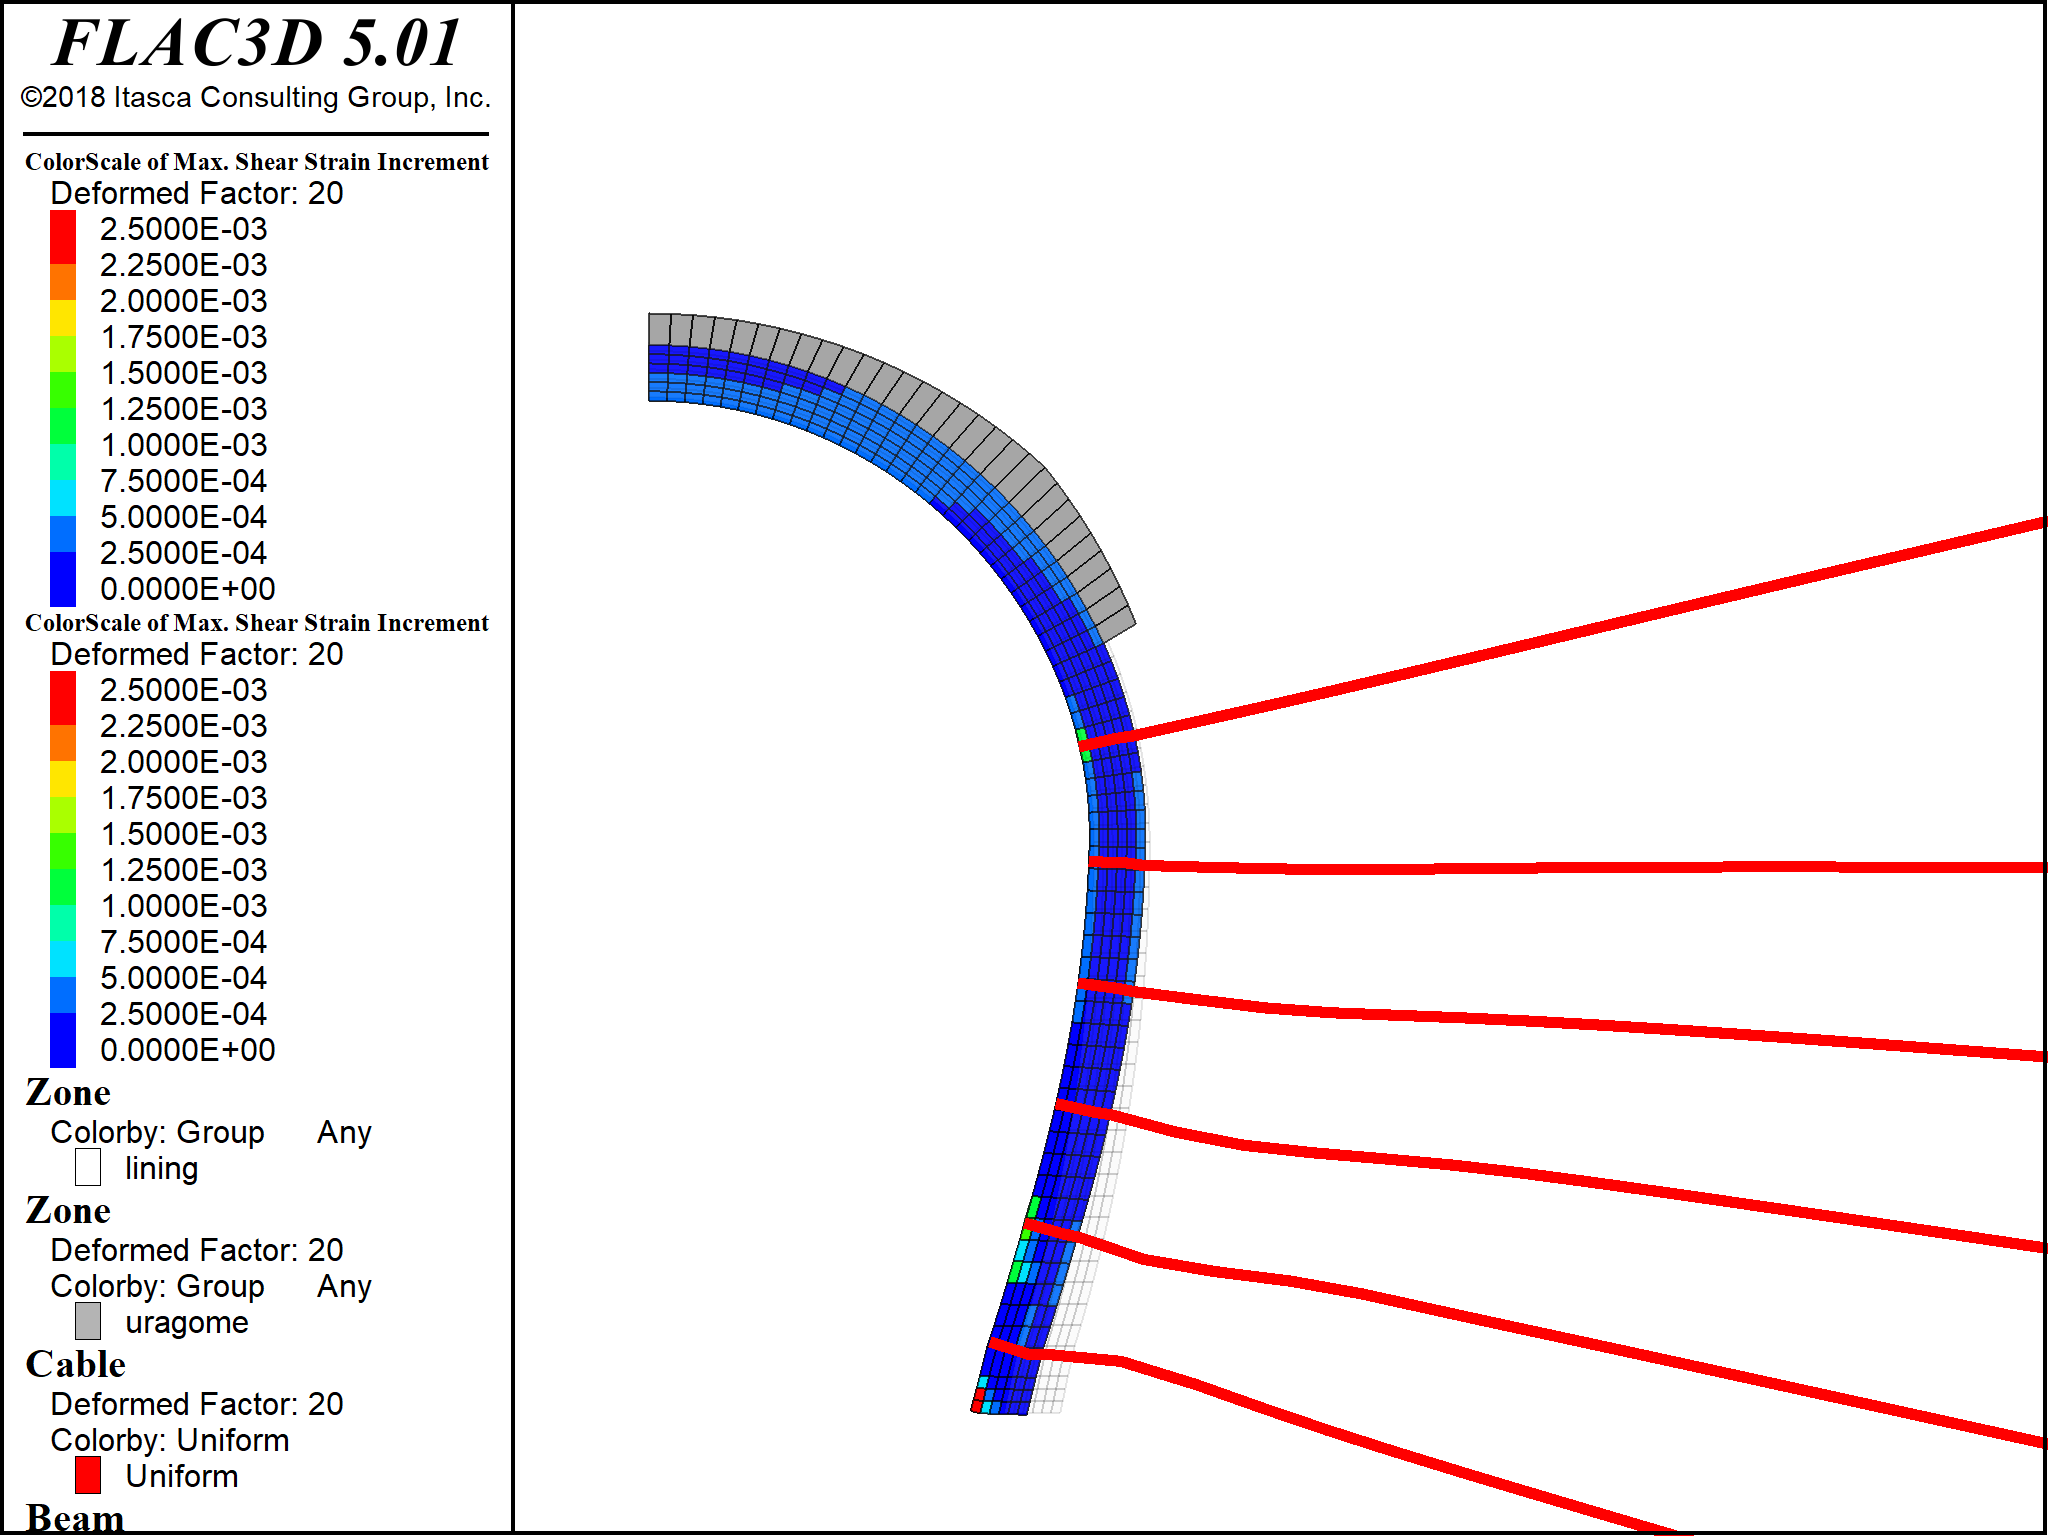 FLAC3D 5.01
©2018 Itasca Consulting Group, Inc.
ColorScale of Max. Shear Strain Increment
Deformed Factor: 20
2.5000E-03
2.2500E-03
2.0000E-03
1.7500E-03
1.5000E-03
1.2500E-03
1.0000E-03
7.5000E-04
5.0000E-04
2.5000E-04
0.0000E+00
ColorScale of Max. Shear Strain Increment
Deformed Factor: 20
2.5000E-03
2.2500E-03
2.0000E-03
1.7500E-03
1.5000E-03
1.2500E-03
1.0000E-03
7.5000E-04
5.0000E-04
2.5000E-04
0.0000E+00
Zone
Colorby: Group Any
lining
Zone
Deformed Factor: 20
Colorby: Group Any
uragome
Cable
Deformed Factor: 20
Colorby: Uniform
Uniform
Beam